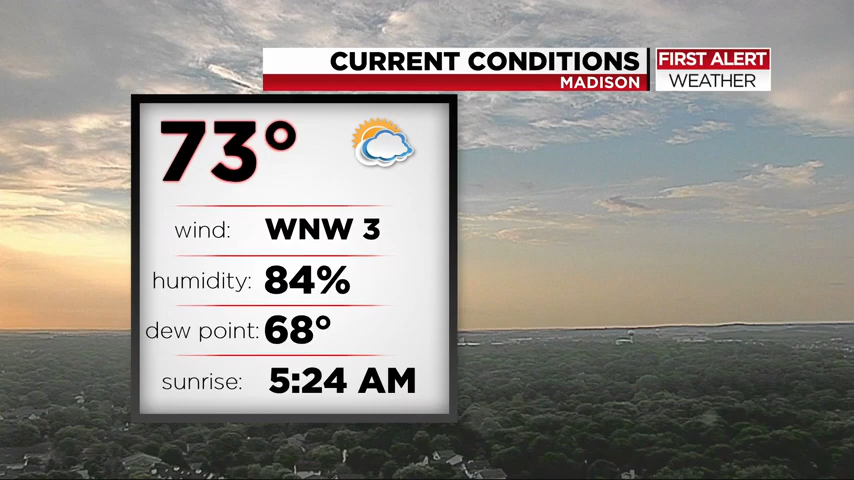 CURRENT CONDITIONS
MADISON
FIRST ALERT
WEATHER
73°
wind: WNW 3
humidity: 84%
dew point: 68°
sunrise: 5:24 AM